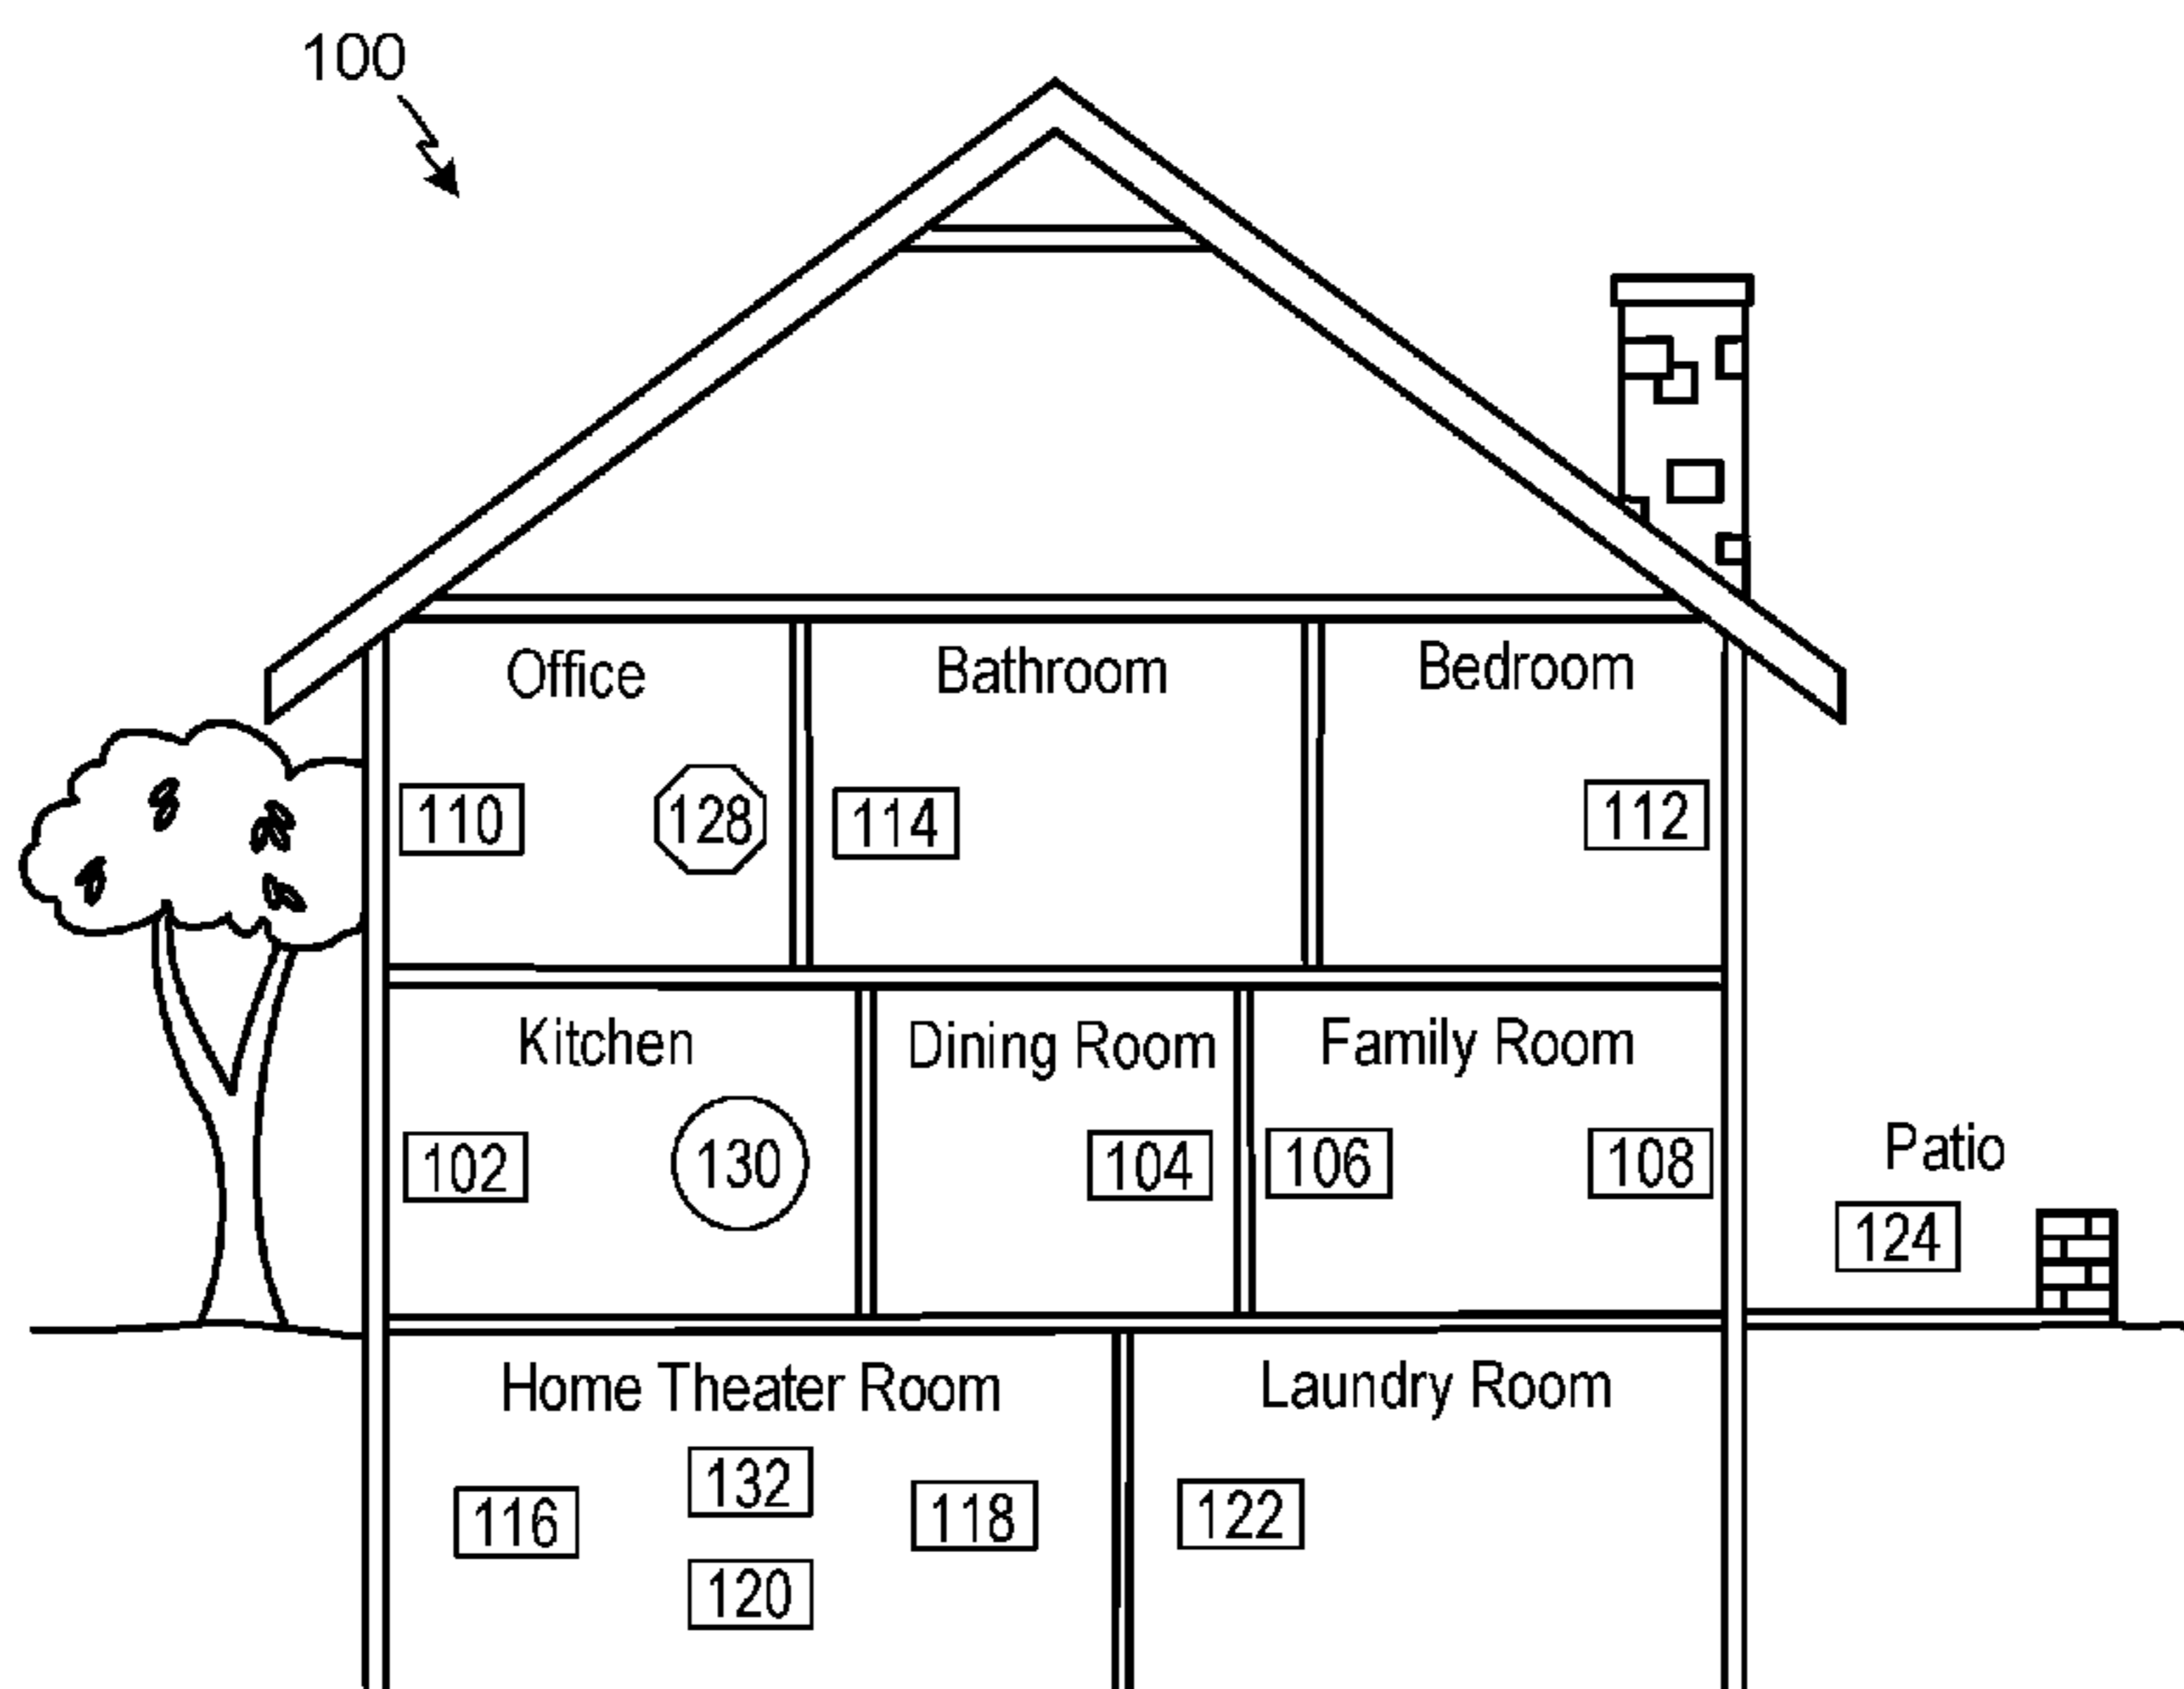 100
Office
Bathroom
Bedroom
110
128
114
112
Kitchen
Dining Room
Family Room
102
130
104
106
108
Patio
124
Home Theater Room
Laundry Room
116
132
118
120
122